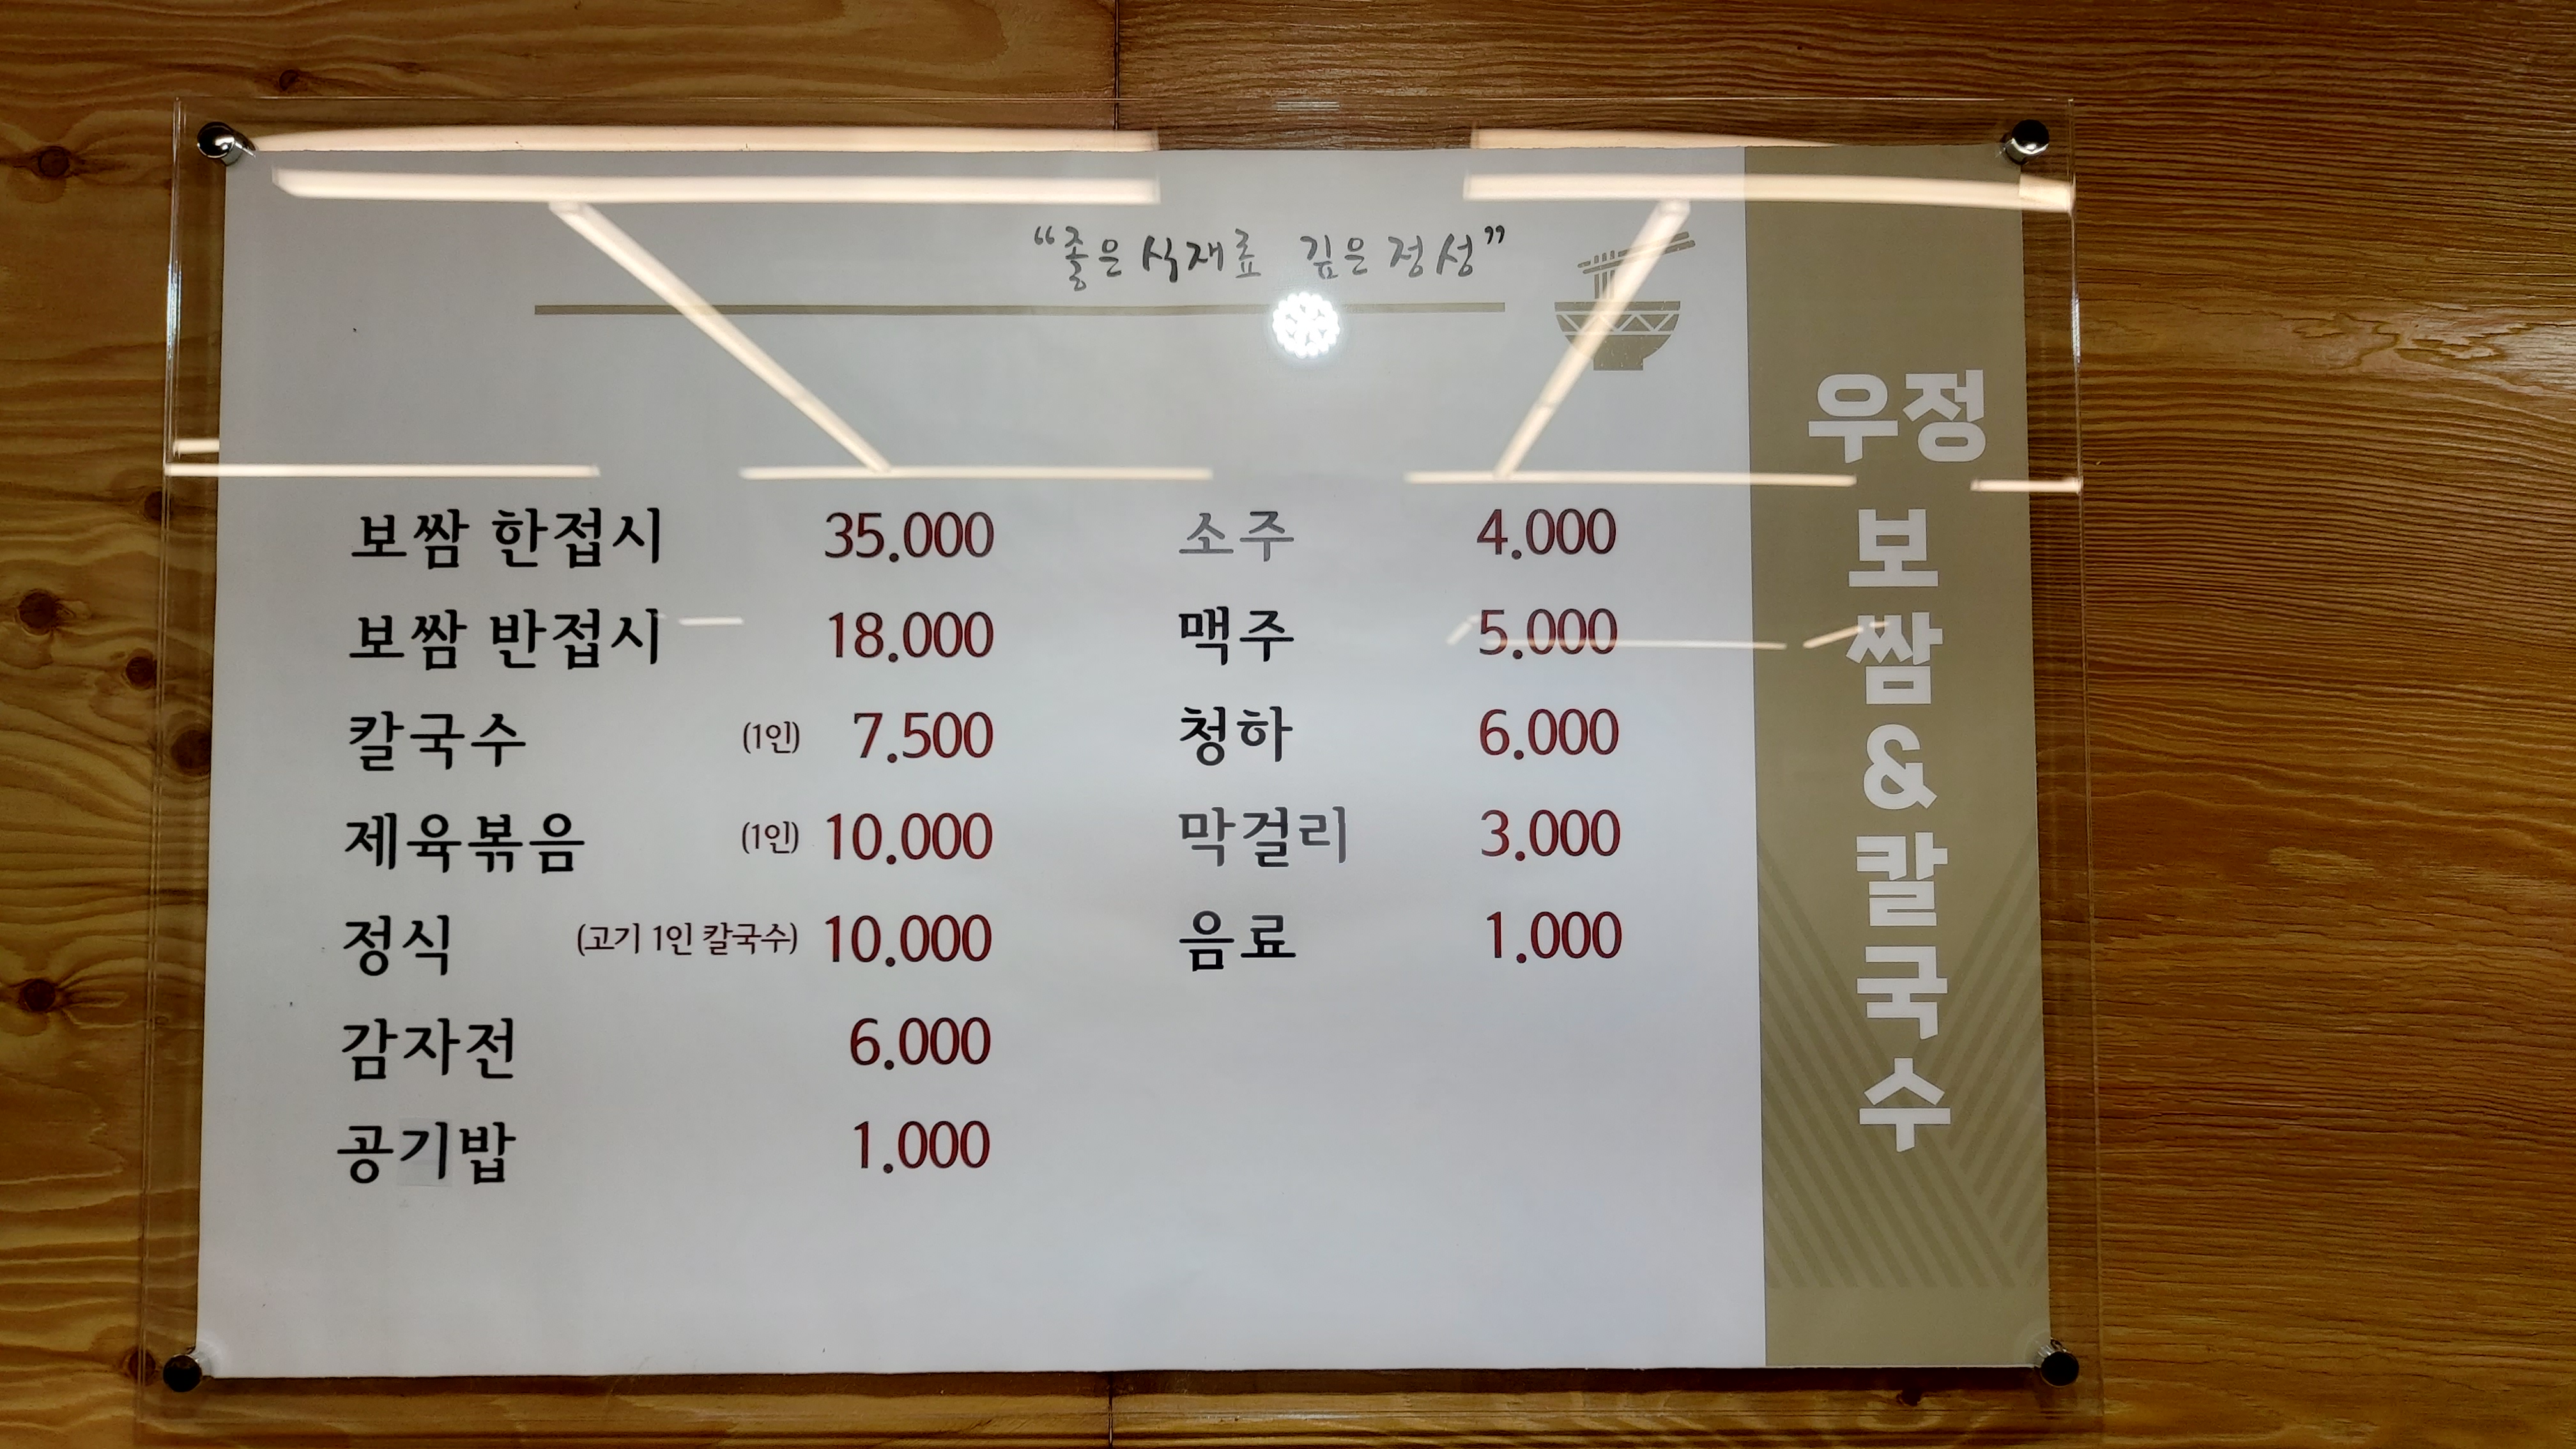 “좋은 식재료 깊은 정성”
보쌈 한접시 35.000
보쌈 반접시 18.000
칼국수 (1인) 7.500
제육볶음 (1인) 10.000
정식 (고기 1인 칼국수) 10.000
감자전 6.000
공기밥 1.000
소주 4.000
맥주 5.000
청하 6.000
막걸리 3.000
음료 1.000
우정
보쌈&칼국수